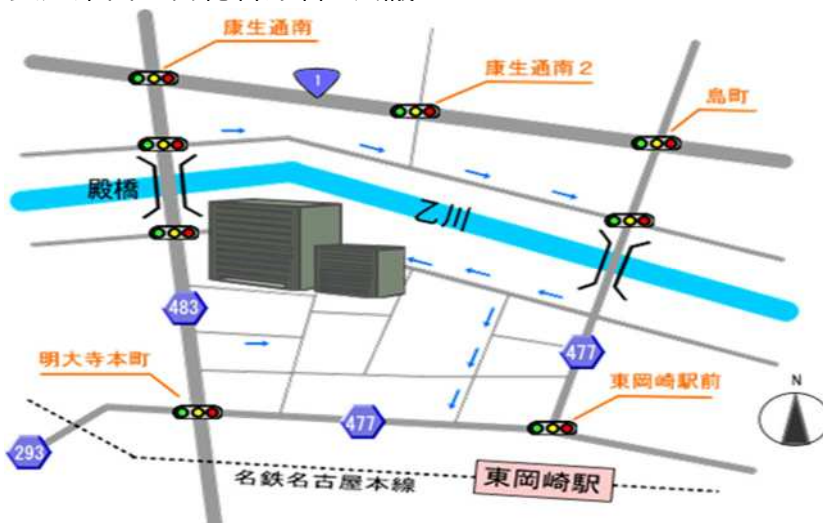 康生通南
1
康生通南2
島町
殿橋
乙川
483
明大寺本町
477
東岡崎駅前
N
477
293
名鉄名古屋本線
東岡崎駅